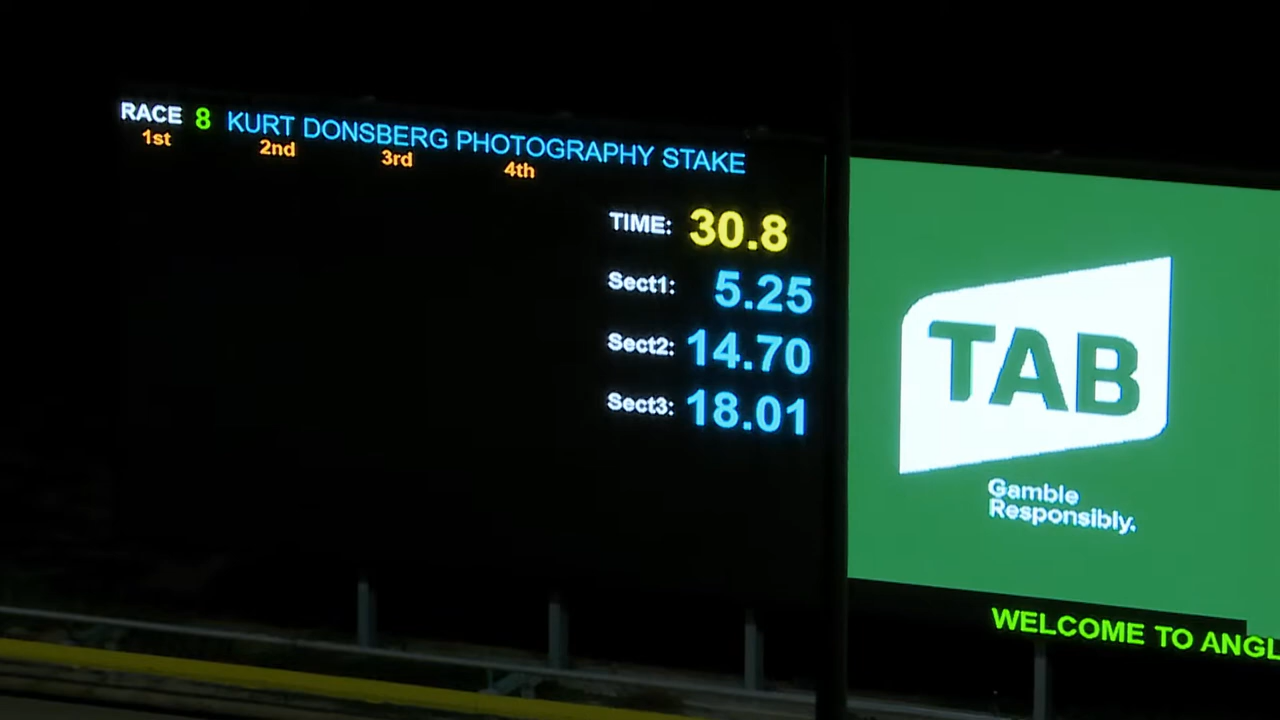 RACE 8 KURT DONSBERG PHOTOGRAPHY STAKE
1st 2nd 3rd 4th
TIME: 30.8
Sect1: 5.25
Sect2: 14.70
Sect3: 18.01
TAB
Gamble
Responsibly.
WELCOME TO ANGL